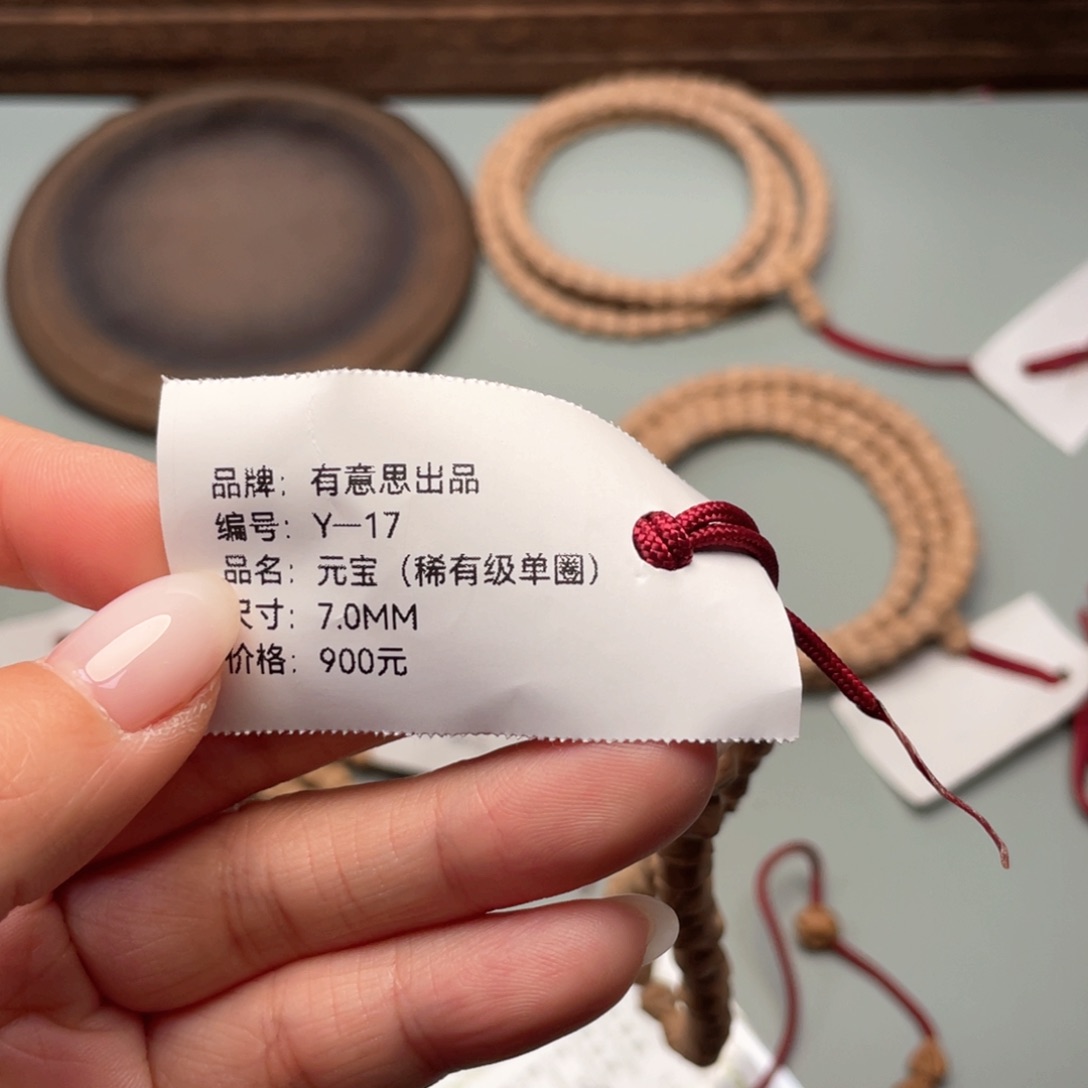 品牌：有意思出品
编号：Y—17
品名：元宝（稀有级单圈）
尺寸：7.0MM
价格：900元